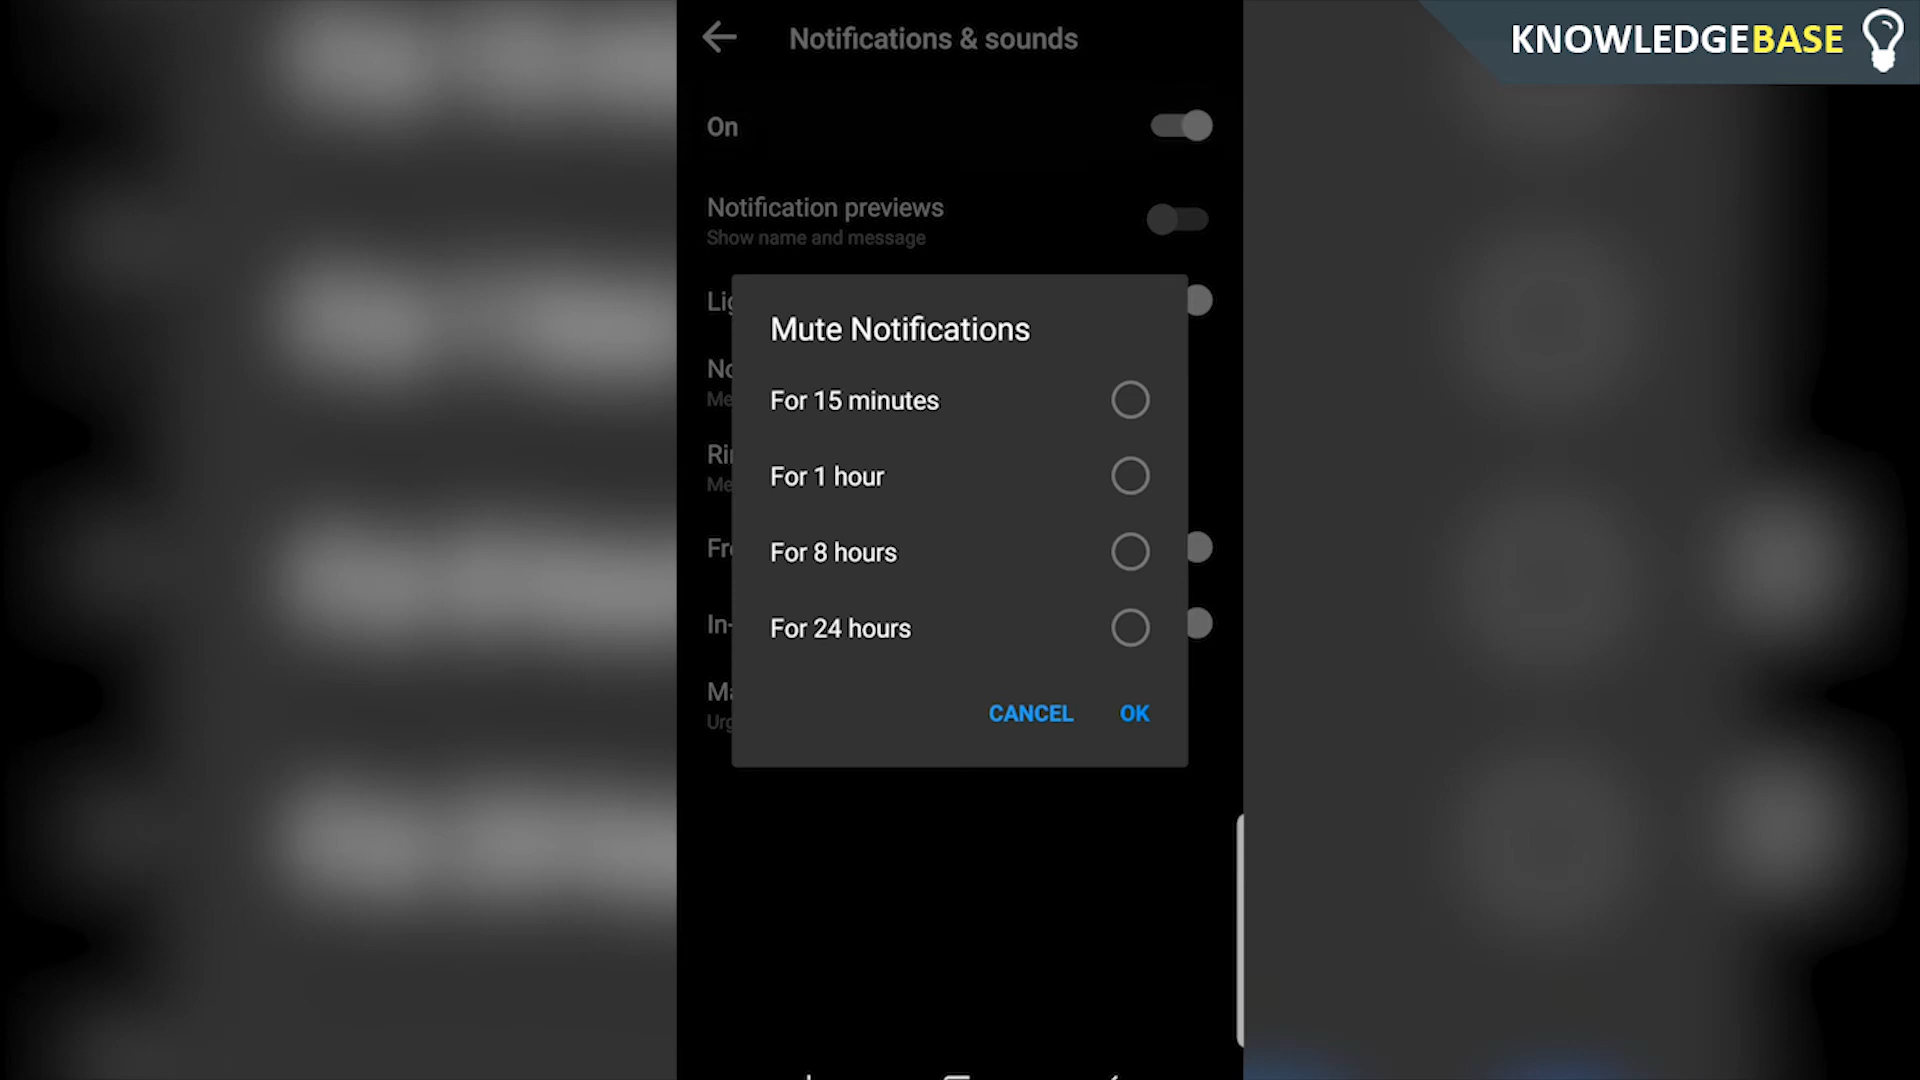 KNOWLEDGEBASE
Notifications & sounds
On
Notification previews
Show name and message
Mute Notifications
For 15 minutes
For 1 hour
For 8 hours
For 24 hours
CANCEL
OK